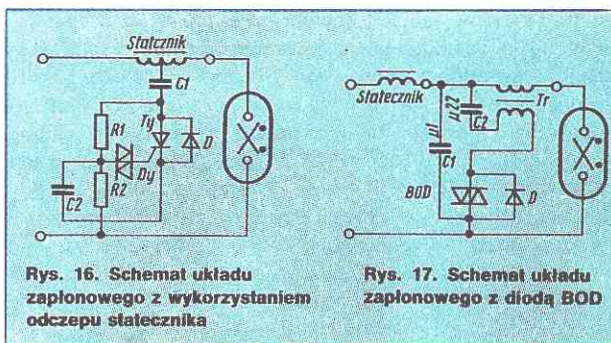 Statcznik
C1
R1
Ty
D
Dy
C2
R2
Rys. 16. Schemat układu
zapłonowego z wykorzystaniem
odczepu statecznika
Statecznik
Tr
µ22
C2
µ1
C1
BOD
D
Rys. 17. Schemat układu
zapłonowego z diodą BOD